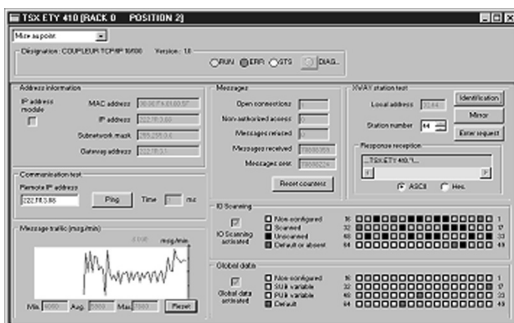 TSX ETY 410 [RACK 0 POSITION 2]
Mise au point
Désignation : COUPLEUR TCP/IP 10/100 Version : 1.0
RUN ERR STS DIAG...
Address information
IP address module
MAC address
IP address
Subnetwork mask
Gateway address
Communication test
Remote IP address
Ping Time ms
Message traffic (msg/min)
msg/min
Min. Avg. Max. Reset
Messages
Open connections
Non-authorized access
Messages refused
Messages received
Messages sent
Reset counters
XWAY station test
Local address
Station number 44
Identification
Mirror
Enter request
Response reception
...TSX ETY 410.
ASCII Hex.
IO Scanning
IO Scanning activated
Non-configured 16 1
Scanned 32 17
Unscanned 48 33
Default or absent 64 49
Global data
Global data activated
Non-configured 16 1
SUB variable 32 17
PUB variable 48 33
Default 64 49